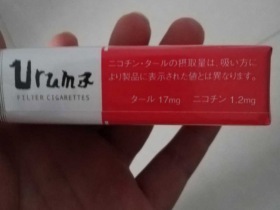 uruma
FILTER CIGARETTES
ニコチン・タールの摂取量は、吸い方に
より製品に表示された値とは異なります。
タール 17mg ニコチン 1.2mg